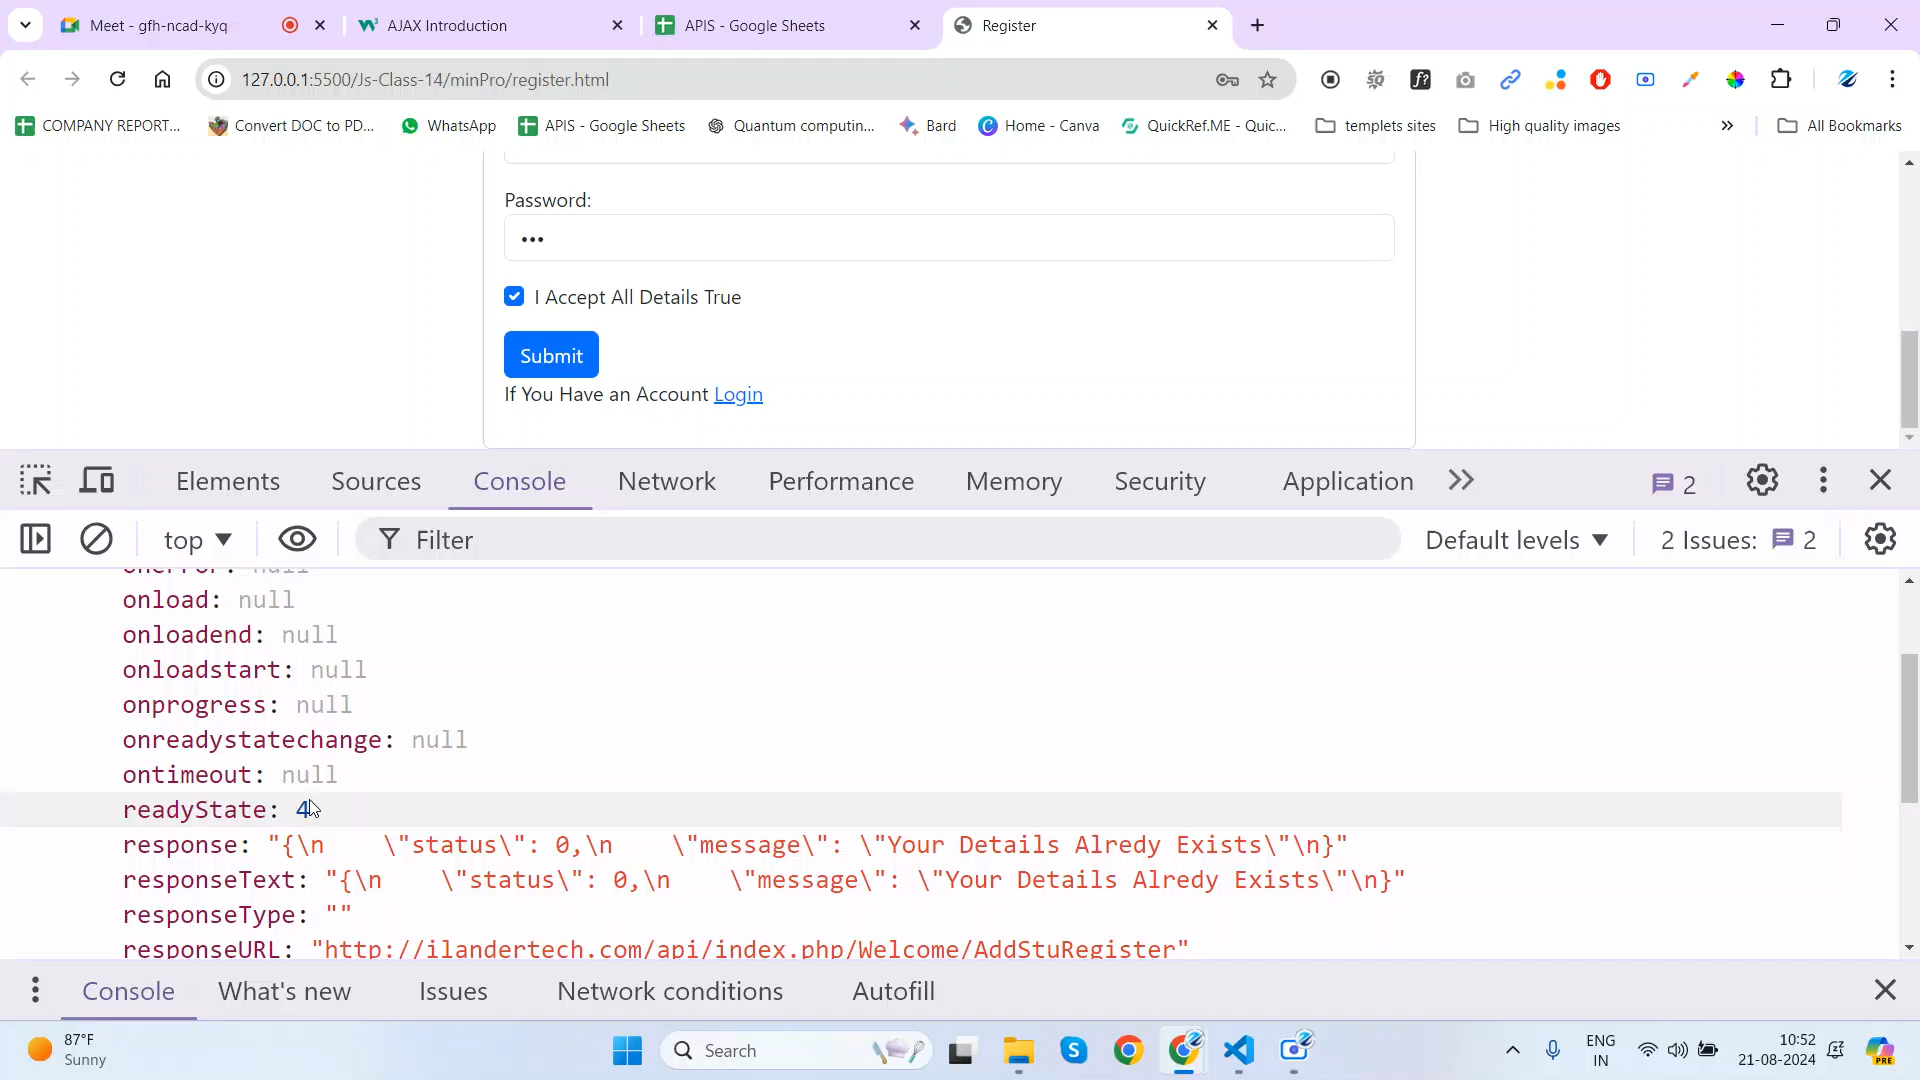 Meet - gfh-ncad-kyq
AJAX Introduction
APIS - Google Sheets
Register
127.0.0.1:5500/Js-Class-14/minPro/register.html
COMPANY REPORT...
Convert DOC to PD...
WhatsApp
APIS - Google Sheets
Quantum computin...
Bard
Home - Canva
QuickRef.ME - Quic...
templets sites
High quality images
All Bookmarks
Password:
•••
I Accept All Details True
Submit
If You Have an Account Login
Elements
Sources
Console
Network
Performance
Memory
Security
Application
2
top
Filter
Default levels
2 Issues: 2
onerror: null
onload: null
onloadend: null
onloadstart: null
onprogress: null
onreadystatechange: null
ontimeout: null
readyState: 4
response: "{\n    \"status\": 0,\n    \"message\": \"Your Details Alredy Exists\"\n}"
responseText: "{\n    \"status\": 0,\n    \"message\": \"Your Details Alredy Exists\"\n}"
responseType: ""
responseURL: "http://ilandertech.com/api/index.php/Welcome/AddStuRegister"
Console
What's new
Issues
Network conditions
Autofill
87°F
Sunny
Search
ENG
IN
10:52
21-08-2024
PRE